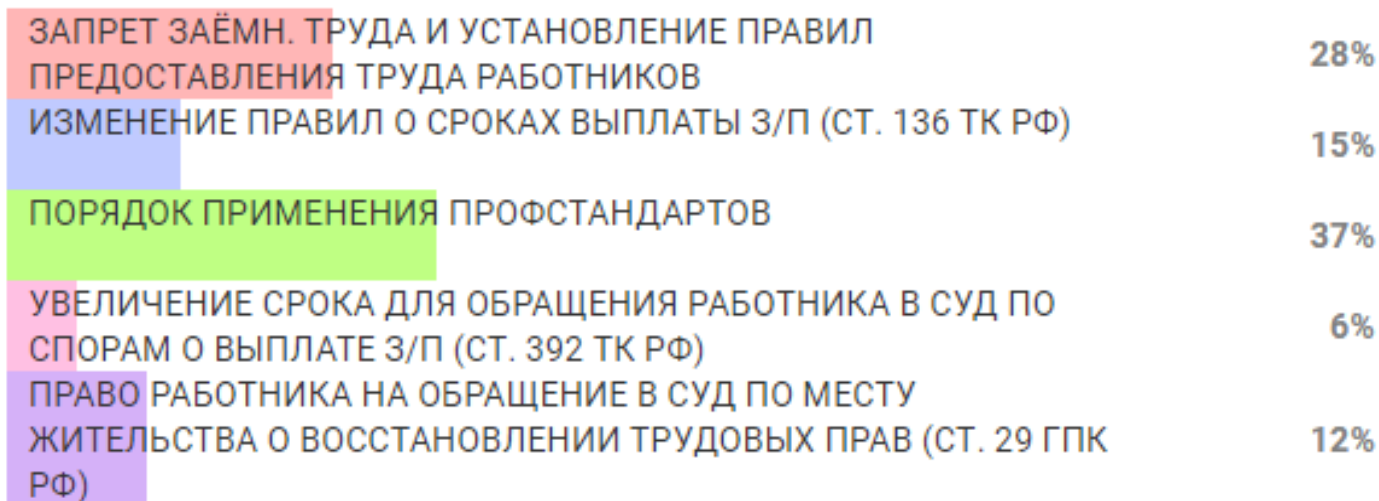 ЗАПРЕТ ЗАЁМН. ТРУДА И УСТАНОВЛЕНИЕ ПРАВИЛ
ПРЕДОСТАВЛЕНИЯ ТРУДА РАБОТНИКОВ
28%
ИЗМЕНЕНИЕ ПРАВИЛ О СРОКАХ ВЫПЛАТЫ З/П (СТ. 136 ТК РФ)
15%
ПОРЯДОК ПРИМЕНЕНИЯ ПРОФСТАНДАРТОВ
37%
УВЕЛИЧЕНИЕ СРОКА ДЛЯ ОБРАЩЕНИЯ РАБОТНИКА В СУД ПО
СПОРАМ О ВЫПЛАТЕ З/П (СТ. 392 ТК РФ)
6%
ПРАВО РАБОТНИКА НА ОБРАЩЕНИЕ В СУД ПО МЕСТУ
ЖИТЕЛЬСТВА О ВОССТАНОВЛЕНИИ ТРУДОВЫХ ПРАВ (СТ. 29 ГПК
РФ)
12%